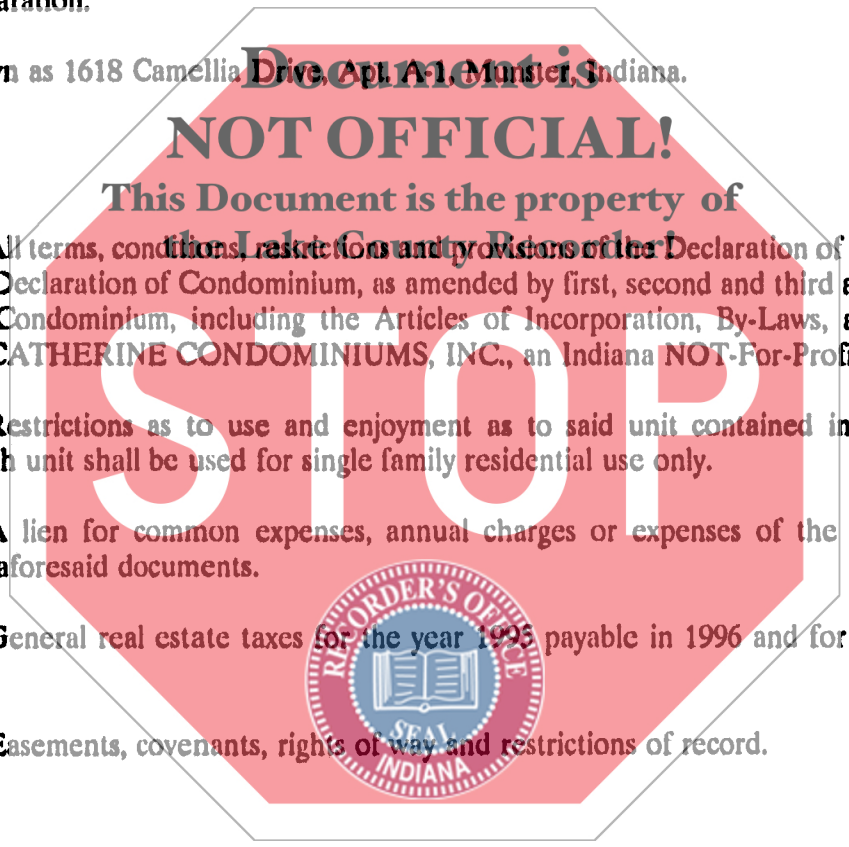 aration.
n as 1618 Camellia Drive, Apt. A-1, Munster, Indiana.
Document is
NOT OFFICIAL!
This Document is the property of
the Lake County Recorder!
All terms, conditions, restrictions and provisions of the Declaration of
Declaration of Condominium, as amended by first, second and third a
Condominium, including the Articles of Incorporation, By-Laws, a
CATHERINE CONDOMINIUMS, INC., an Indiana NOT-For-Profi
STOP
Restrictions as to use and enjoyment as to said unit contained in
h unit shall be used for single family residential use only.
A lien for common expenses, annual charges or expenses of the
aforesaid documents.
General real estate taxes for the year 1995 payable in 1996 and for
Easements, covenants, rights of way and restrictions of record.
RECORDER'S OFFICE
SEAL
INDIANA